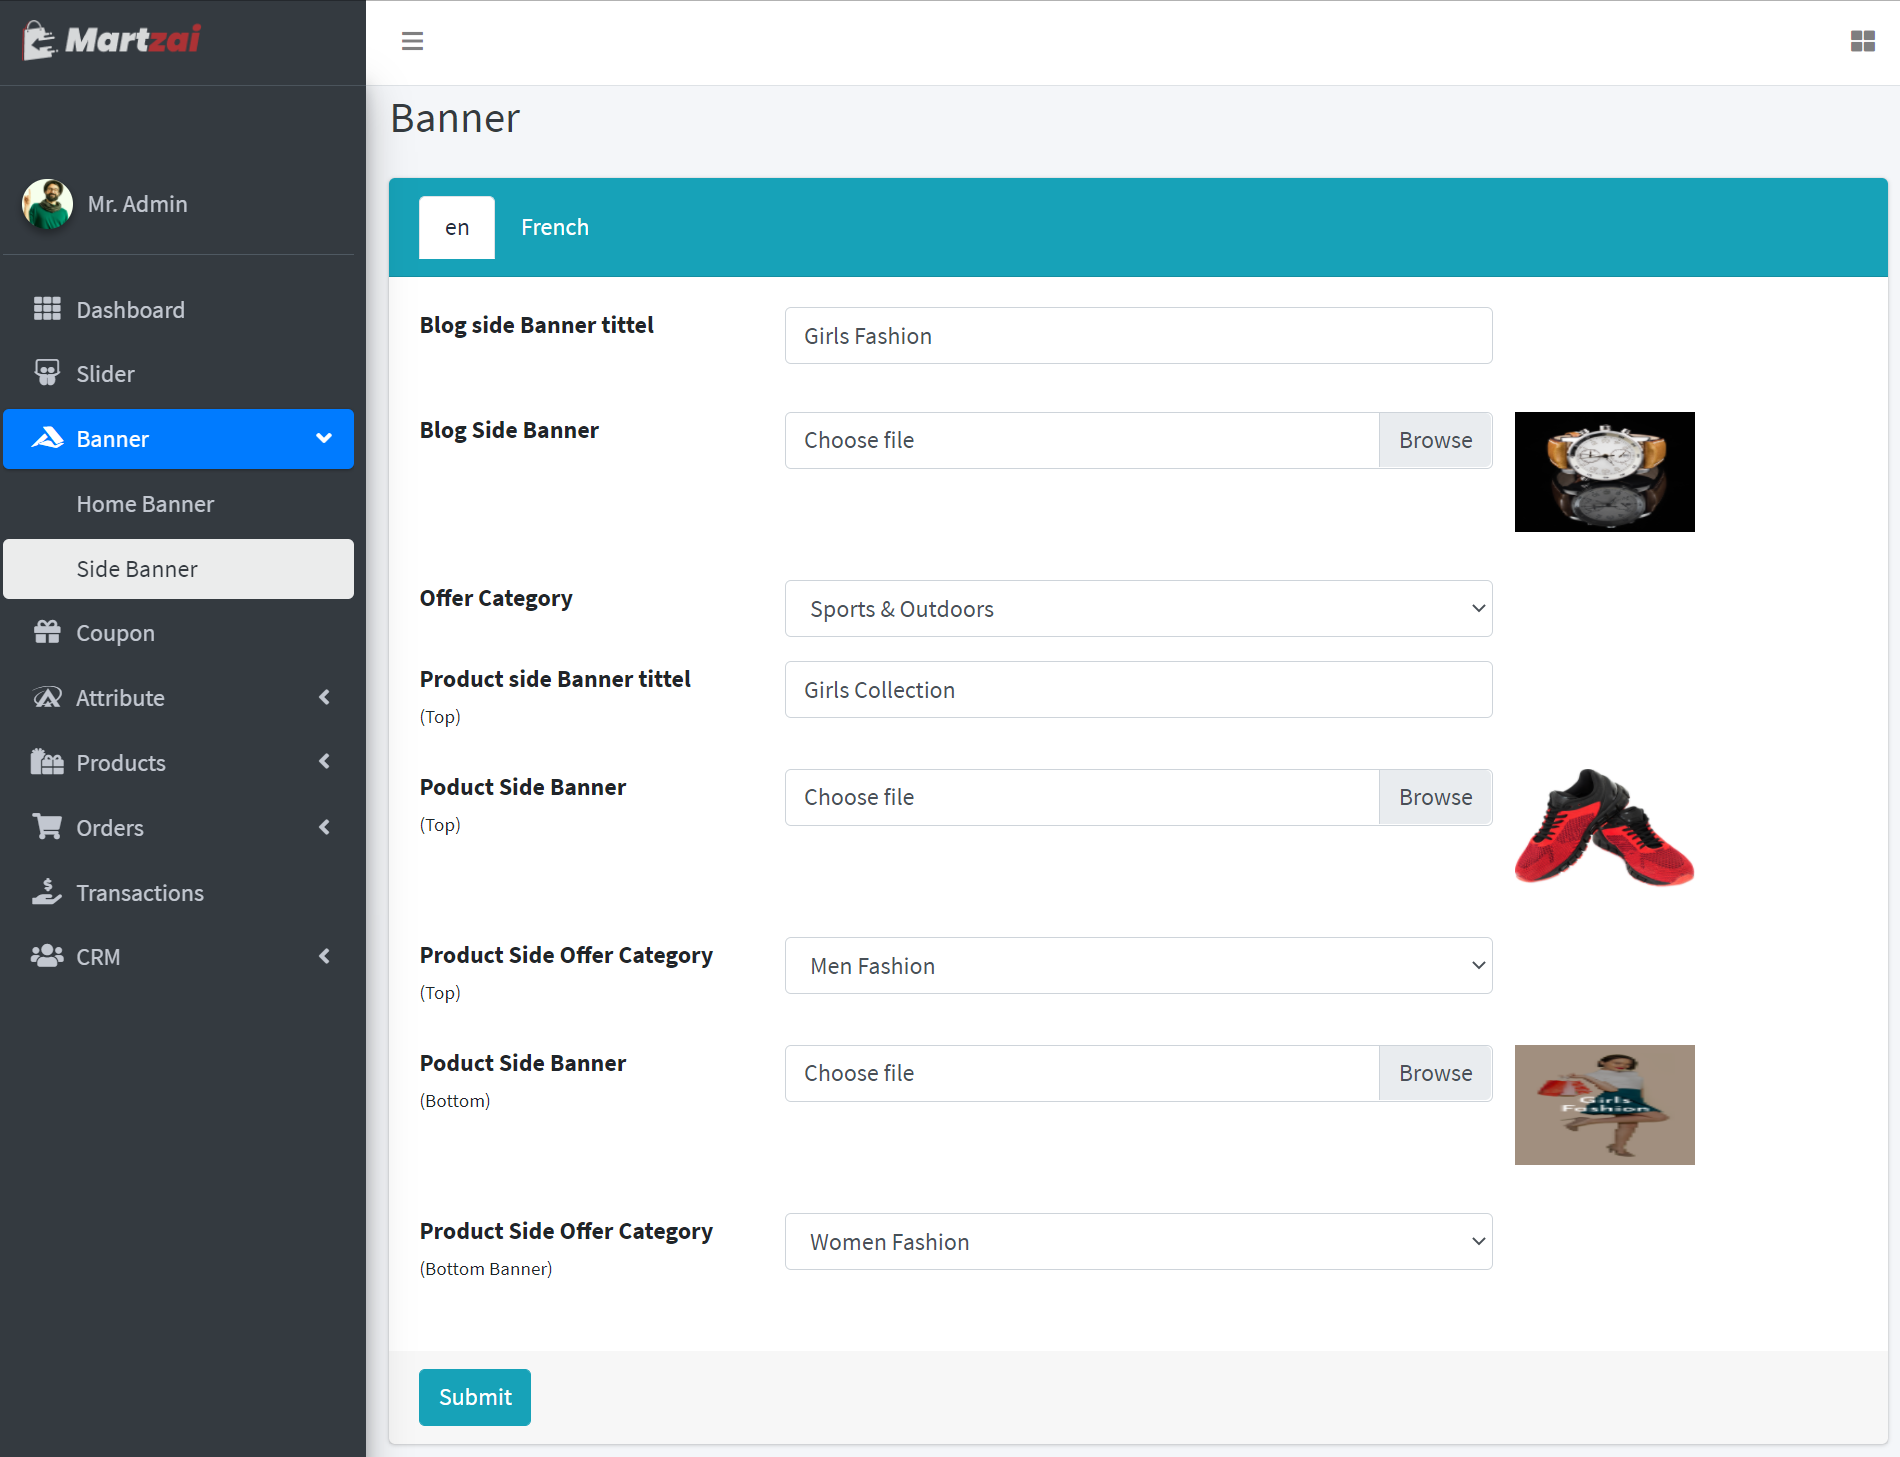 Martzai
Mr. Admin
Dashboard
Slider
Banner
Home Banner
Side Banner
Coupon
Attribute
Products
Orders
Transactions
CRM
Banner
en French
Blog side Banner tittel Girls Fashion
Blog Side Banner Choose file Browse
Offer Category Sports & Outdoors
Product side Banner tittel Girls Collection
(Top)
Poduct Side Banner Choose file Browse
(Top)
Product Side Offer Category Men Fashion
(Top)
Poduct Side Banner Choose file Browse
(Bottom)
Girls
Fashion
Product Side Offer Category Women Fashion
(Bottom Banner)
Submit